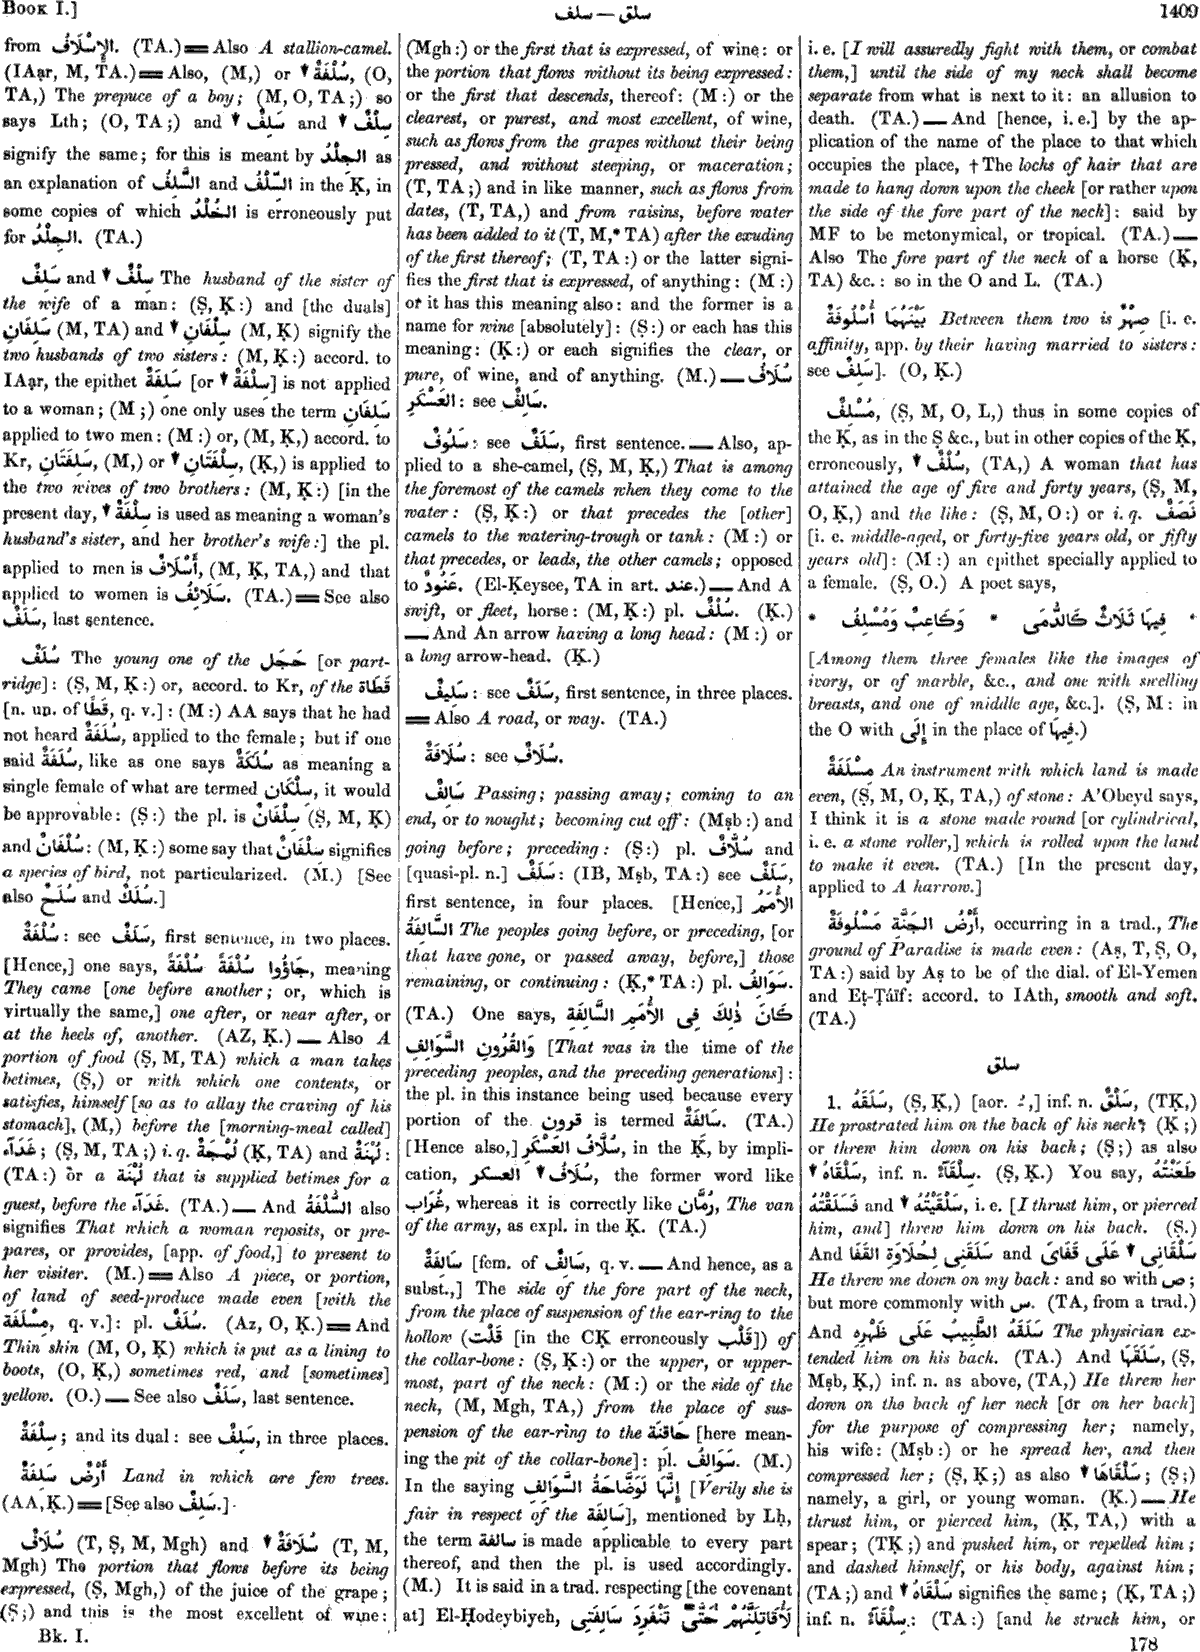 BOOK I.] سلق — سلف 1409
from الإِسْلَافُ. (TA.) ═ Also A stallion-camel.
(IAạr, M, TA.) ═ Also, (M,) or ▼ سُلْفَةٌ, (O,
TA,) The prepuce of a boy; (M, O, TA;) so
says Lth; (O, TA;) and ▼ سَلِفٌ and ▼ سِلْفٌ
signify the same; for this is meant by الجِلْدُ as
an explanation of السَّلِفُ and السِّلْفُ in the Ḳ, in
some copies of which الخُلْدُ is erroneously put
for الجِلْدُ. (TA.)
سَلِفٌ and ▼ سِلْفٌ The husband of the sister of
the wife of a man: (Ṣ, Ḳ:) and [the duals]
سَلِفَانِ (M, TA) and ▼ سِلْفَانِ (M, Ḳ) signify the
two husbands of two sisters: (M, Ḳ:) accord. to
IAạr, the epithet سَلِفَةٌ [or ▼ سِلْفَةٌ] is not applied
to a woman; (M;) one only uses the term سَلِفَانِ
applied to two men: (M:) or, (M, Ḳ,) accord. to
Kr, سَلِفَتَانِ, (M,) or ▼ سِلْفَتَانِ, (Ḳ,) is applied to
the two wives of two brothers: (M, Ḳ:) [in the
present day, ▼ سِلْفَةٌ is used as meaning a woman's
husband's sister, and her brother's wife:] the pl.
applied to men is أَسْلَافٌ, (M, Ḳ, TA,) and that
applied to women is سَلَائِفُ. (TA.) ═ See also
سَلَفٌ, last sentence.
سُلَفٌ The young one of the حَجَل [or part-
ridge]: (Ṣ, M, Ḳ:) or, accord. to Kr, of the قَطَاة
[n. un. of قَطًا, q. v.]: (M:) AA says that he had
not heard سُلَفَةٌ, applied to the female; but if one
said سُلَفَةٌ, like as one says سُلَكَةٌ as meaning a
single female of what are termed سِلْكَان, it would
be approvable: (Ṣ:) the pl. is سِلْفَانٌ (Ṣ, M, Ḳ)
and سُلْفَانٌ: (M, Ḳ:) some say that سِلْفَانٌ signifies
a species of bird, not particularized. (M.) [See
also سُلَحٌ and سُلَكٌ.]
سُلْفَةٌ: see سَلَفٌ, first sentence, in two places.
[Hence,] one says, جَاؤُوا سُلْفَةً سُلْفَةً, meaning
They came [one before another; or, which is
virtually the same,] one after, or near after, or
at the heels of, another. (AZ, Ḳ.) — Also A
portion of food (Ṣ, M, TA) which a man takes
betimes, (Ṣ,) or with which one contents, or
satisfies, himself [so as to allay the craving of his
stomach], (M,) before the [morning-meal called]
غَدَآء; (Ṣ, M, TA;) i. q. لُمْجَةٌ (Ḳ, TA) and لُهْنَةٌ:
(TA:) or a لُهْنَة that is supplied betimes for a
guest, before the غَدَآء. (TA.) — And السُّلْفَةُ also
signifies That which a woman reposits, or pre-
pares, or provides, [app. of food,] to present to
her visiter. (M.) ═ Also A piece, or portion,
of land of seed-produce made even [with the
مِسْلَفَة, q. v.]: pl. سُلَفٌ. (Az, O, Ḳ.) ═ And
Thin skin (M, O, Ḳ) which is put as a lining to
boots, (O, Ḳ,) sometimes red, and [sometimes]
yellow. (O.) — See also سَلَفٌ, last sentence.
سِلْفَةٌ; and its dual: see سَلِفٌ, in three places.
أَرْضٌ سَلِفَةٌ Land in which are few trees.
(AA, Ḳ.) ═ [See also سَلِفٌ.]
سُلَافٌ (T, Ṣ, M, Mgh) and ▼ سُلَافَةٌ (T, M,
Mgh) The portion that flows before its being
expressed, (Ṣ, Mgh,) of the juice of the grape;
(Ṣ;) and this is the most excellent of wine:
Bk. I.
(Mgh:) or the first that is expressed, of wine: or
the portion that flows without its being expressed:
or the first that descends, thereof: (M:) or the
clearest, or purest, and most excellent, of wine,
such as flows from the grapes without their being
pressed, and without steeping, or maceration;
(T, TA;) and in like manner, such as flows from
dates, (T, TA,) and from raisins, before water
has been added to it (T, M,* TA) after the exuding
of the first thereof; (T, TA:) or the latter signi-
fies the first that is expressed, of anything: (M:)
or it has this meaning also: and the former is a
name for wine [absolutely]: (Ṣ:) or each has this
meaning: (Ḳ:) or each signifies the clear, or
pure, of wine, and of anything. (M.) — سُلَافُ
العَسْكَرِ: see سَالِفٌ.
سَلُوفٌ: see سَلَفٌ, first sentence. — Also, ap-
plied to a she-camel, (Ṣ, M, Ḳ,) That is among
the foremost of the camels when they come to the
water: (Ṣ, Ḳ:) or that precedes the [other]
camels to the watering-trough or tank: (M:) or
that precedes, or leads, the other camels; opposed
to عَنُودٌ. (El-Ḳeysee, TA in art. عند.) — And A
swift, or fleet, horse: (M, Ḳ:) pl. سُلُفٌ. (Ḳ.)
— And An arrow having a long head: (M:) or
a long arrow-head. (Ḳ.)
سَلِيفٌ: see سَلَفٌ, first sentence, in three places.
═ Also A road, or way. (TA.)
سُلَافَةٌ: see سُلَافٌ.
سَالِفٌ Passing; passing away; coming to an
end, or to nought; becoming cut off: (Mṣb:) and
going before; preceding: (Ṣ:) pl. سُلَّافٌ and
[quasi-pl. n.] سَلَفٌ: (IB, Mṣb, TA:) see سَلَفٌ,
first sentence, in four places. [Hence,] الأُمَمُ
السَّالِفَةُ The peoples going before, or preceding, [or
that have gone, or passed away, before,] those
remaining, or continuing: (Ḳ,* TA:) pl. سَوَالِفُ.
(TA.) One says, كَانَ ذٰلِكَ فِى الأُمَمِ السَّالِفَةِ
وَالقُرُونِ السَّوَالِفِ [That was in the time of the
preceding peoples, and the preceding generations]:
the pl. in this instance being used because every
portion of the قرون is termed سَالِفَةٌ. (TA.)
[Hence also,] سُلَّافُ العَسْكَرِ, in the Ḳ, by impli-
cation, ▼ سُلَافُ العسكر, the former word like
غُرَاب, whereas it is correctly like رُمَّان, The van
of the army, as expl. in the Ḳ. (TA.)
سَالِفَةٌ [fem. of سَالِفٌ, q. v. — And hence, as a
subst.,] The side of the fore part of the neck,
from the place of suspension of the ear-ring to the
hollow (قَلْت [in the CḲ erroneously قَلْب]) of
the collar-bone: (Ṣ, Ḳ:) or the upper, or upper-
most, part of the neck: (M:) or the side of the
neck, (M, Mgh, TA,) from the place of sus-
pension of the ear-ring to the حَاقِنَة [here mean-
ing the pit of the collar-bone]: pl. سَوَالِفُ. (M.)
In the saying إِنَّهَا لَوَضَّاحَةُ السَّوَالِفِ [Verily she is
fair in respect of the سَالِفَة], mentioned by Lḥ,
the term سالفة is made applicable to every part
thereof, and then the pl. is used accordingly.
(M.) It is said in a trad. respecting [the covenant
at] El-Ḥodeybiyeh, لَأُقَاتِلَنَّهُمْ حَتَّى تَنْفَرِدَ سَالِفَتِى
i. e. [I will assuredly fight with them, or combat
them,] until the side of my neck shall become
separate from what is next to it: an allusion to
death. (TA.) — And [hence, i. e.] by the ap-
plication of the name of the place to that which
occupies the place, † The locks of hair that are
made to hang down upon the cheek [or rather upon
the side of the fore part of the neck]: said by
MF to be metonymical, or tropical. (TA.) —
Also The fore part of the neck of a horse (Ḳ,
TA) &c.: so in the O and L. (TA.)
بَيْنَهُمَا أُسْلُوفَةٌ Between them two is صِهْرٌ [i. e.
affinity, app. by their having married to sisters:
see سَلِفٌ]. (O, Ḳ.)
مُسْلِفٌ, (Ṣ, M, O, L,) thus in some copies of
the Ḳ, as in the Ṣ &c., but in other copies of the Ḳ,
erroneously, ▼ سُلْفٌ, (TA,) A woman that has
attained the age of five and forty years, (Ṣ, M,
O, Ḳ,) and the like: (Ṣ, M, O:) or i. q. نَصَفٌ
[i. e. middle-aged, or forty-five years old, or fifty
years old]: (M:) an epithet specially applied to
a female. (Ṣ, O.) A poet says,
* فِيهَا ثَلَاثٌ كَالدُّمَى * وَكَاعِبٌ وَمُسْلِفُ *
[Among them three females like the images of
ivory, or of marble, &c., and one with swelling
breasts, and one of middle age, &c.]. (Ṣ, M: in
the O with إِلَى in the place of فِيهَا.)
مِسْلَفَةٌ An instrument with which land is made
even, (Ṣ, M, O, Ḳ, TA,) of stone: A'Obeyd says,
I think it is a stone made round [or cylindrical,
i. e. a stone roller,] which is rolled upon the land
to make it even. (TA.) [In the present day,
applied to A harrow.]
أَرْضُ الجَنَّةِ مَسْلُوفَةٌ, occurring in a trad., The
ground of Paradise is made even: (Aṣ, T, Ṣ, O,
TA:) said by Aṣ to be of the dial. of El-Yemen
and Eṭ-Ṭáïf: accord. to IAth, smooth and soft.
(TA.)
سلق
1. سَلَقَهُ, (Ṣ, Ḳ,) [aor. ـُ,] inf. n. سَلْقٌ, (TḲ,)
He prostrated him on the back of his neck; (Ḳ;)
or threw him down on his back; (Ṣ;) as also
▼ سَلْقَاهُ, inf. n. سِلْقَآءٌ. (Ṣ, Ḳ.) You say, طَعَنْتُهُ
فَسَلَقْتُهُ and ▼ سَلْقَيْتُهُ, i. e. [I thrust him, or pierced
him, and] threw him down on his back. (Ṣ.)
And سَلَقَنِى لِحُلَاوَةِ القَفَا and ▼ سَلْقَانِى عَلَى قَفَاىَ
He threw me down on my back: and so with ص;
but more commonly with س. (TA, from a trad.)
And سَلَقَهُ الطَّبِيبُ عَلَى ظَهْرِهِ The physician ex-
tended him on his back. (TA.) And سَلَقَهَا, (Ṣ,
Mṣb, Ḳ,) inf. n. as above, (TA,) He threw her
down on the back of her neck [or on her back]
for the purpose of compressing her; namely,
his wife: (Mṣb:) or he spread her, and then
compressed her; (Ṣ, Ḳ;) as also ▼ سَلْقَاهَا; (Ṣ;)
namely, a girl, or young woman. (Ḳ.) — He
thrust him, or pierced him, (Ḳ, TA,) with a
spear; (TḲ;) and pushed him, or repelled him;
and dashed himself, or his body, against him;
(TA;) and ▼ سَلْقَاهُ signifies the same; (Ḳ, TA;)
inf. n. سِلْقَآءٌ: (TA:) [and he struck him, or
178